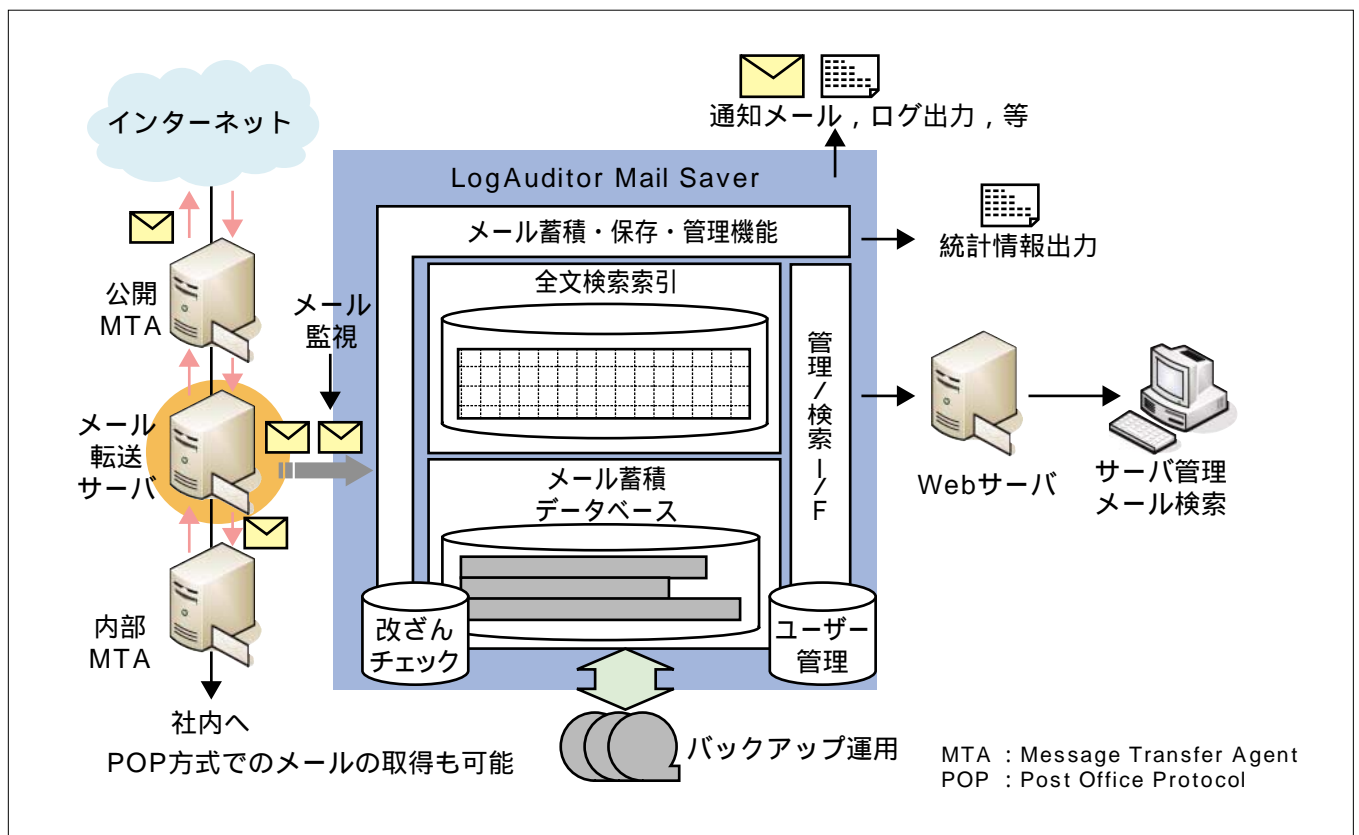 インターネット
通知メール，ログ出力，等
LogAuditor Mail Saver
メール蓄積・保存・管理機能
統計情報出力
公開
MTA
メール
監視
全文検索索引
管理/検索I/F
メール
転送
サーバ
メール蓄積
データベース
Webサーバ
サーバ管理
メール検索
内部
MTA
改ざん
チェック
ユーザー
管理
社内へ
POP方式でのメールの取得も可能
バックアップ運用
MTA : Message Transfer Agent
POP : Post Office Protocol